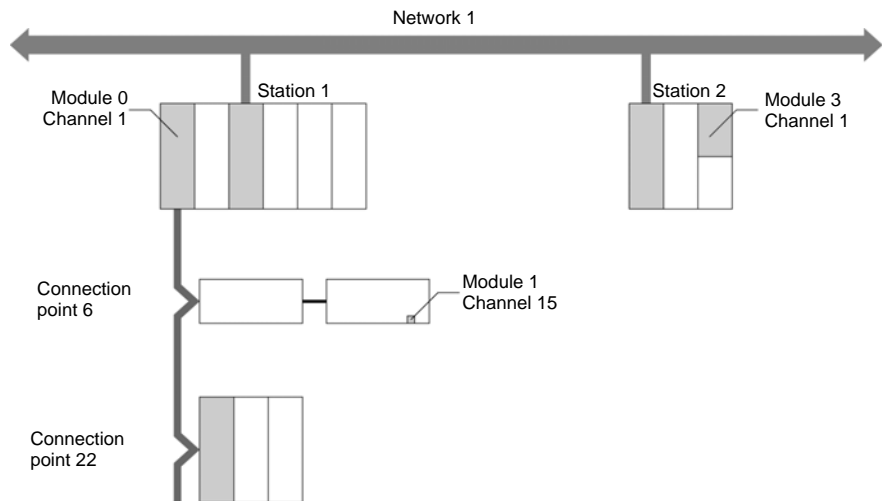 Network 1
Station 1
Station 2
Module 0
Channel 1
Module 3
Channel 1
Connection
point 6
Module 1
Channel 15
Connection
point 22